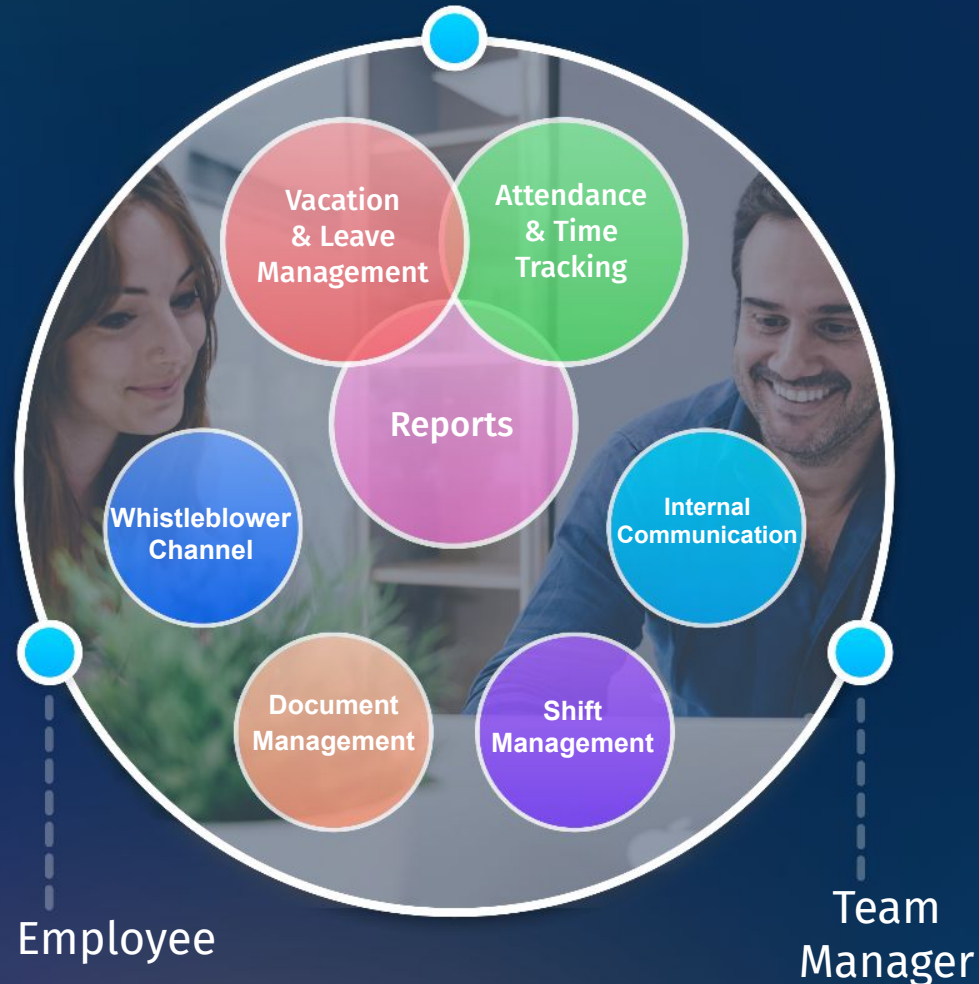 Vacation
& Leave
Management
Attendance
& Time
Tracking
Reports
Whistleblower
Channel
Internal
Communication
Document
Management
Shift
Management
Employee
Team
Manager